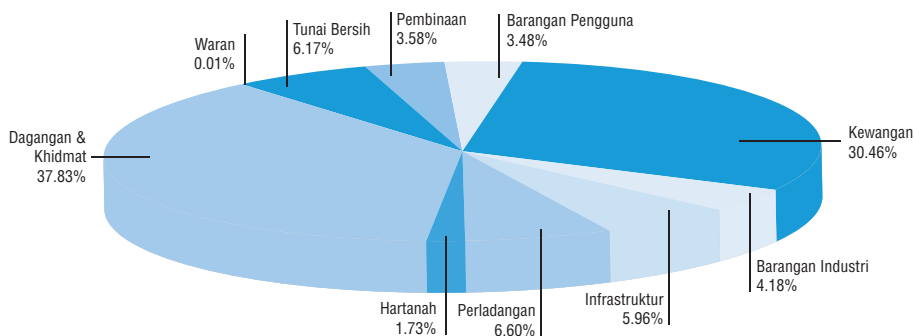 Pembinaan
3.58%
Barangan Pengguna
3.48%
Tunai Bersih
6.17%
Waran
0.01%
Dagangan &
Khidmat
37.83%
Kewangan
30.46%
Barangan Industri
4.18%
Infrastruktur
5.96%
Perladangan
6.60%
Hartanah
1.73%